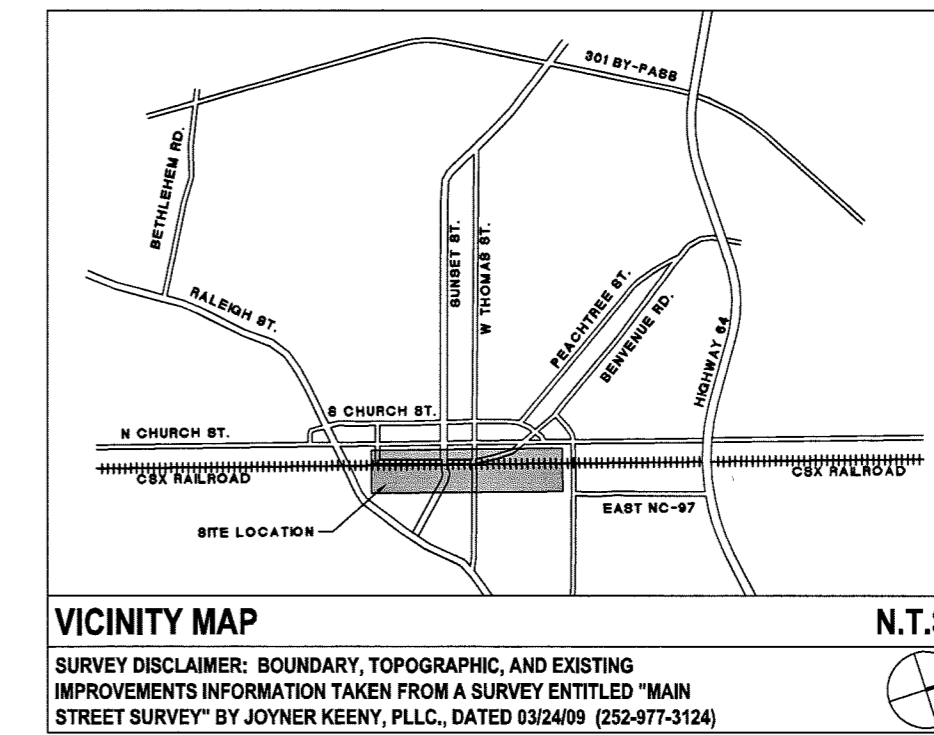 301 BY-PASS
BETHLEHEM RD.
SUNSET ST.
W THOMAS ST.
PEACHTREE ST.
BENVENUE RD.
RALEIGH ST.
HIGHWAY 64
S CHURCH ST.
N CHURCH ST.
CSX RAILROAD
CSX RAILROAD
EAST NC-97
SITE LOCATION
VICINITY MAP
N.T.S
SURVEY DISCLAIMER: BOUNDARY, TOPOGRAPHIC, AND EXISTING
IMPROVEMENTS INFORMATION TAKEN FROM A SURVEY ENTITLED "MAIN
STREET SURVEY" BY JOYNER KEENY, PLLC., DATED 03/24/09 (252-977-3124)